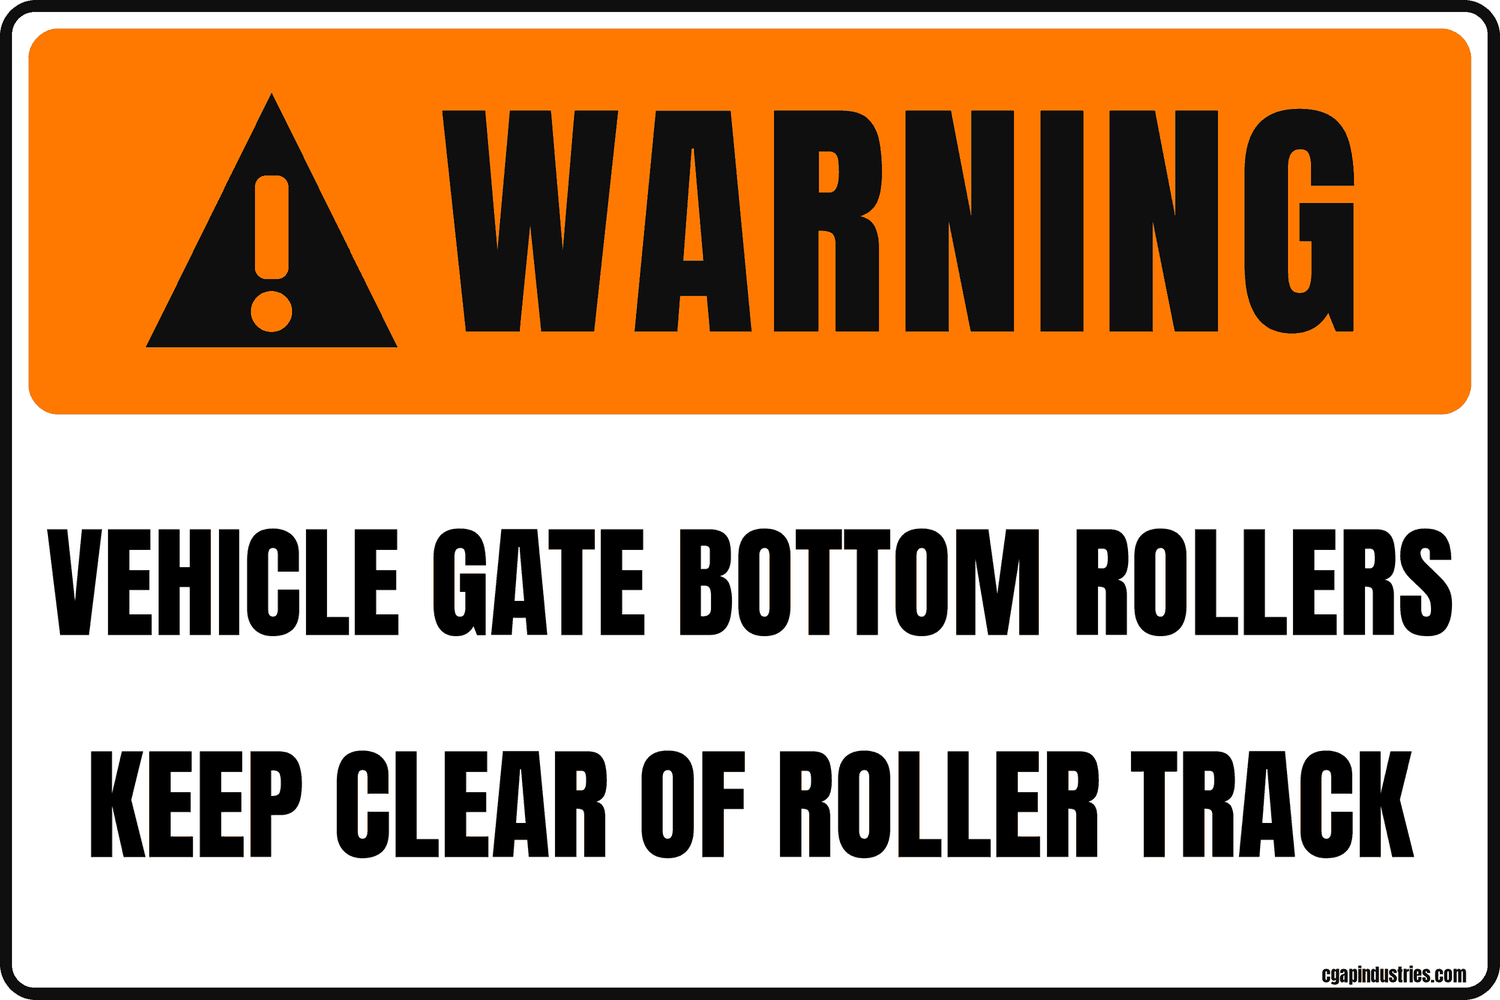 WARNING
VEHICLE GATE BOTTOM ROLLERS
KEEP CLEAR OF ROLLER TRACK
cgapindustries.com